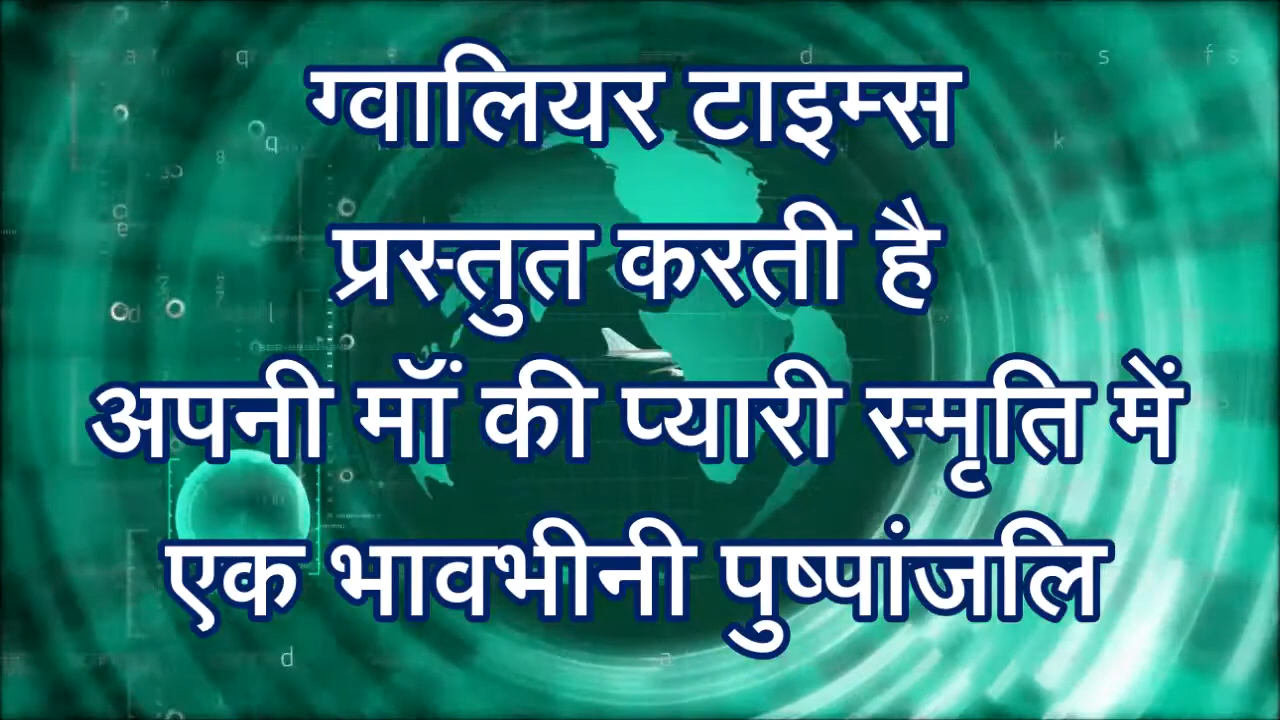 ग्वालियर टाइम्स
प्रस्तुत करती है
अपनी मॉं की प्यारी स्मृति में
एक भावभीनी पुष्पांजलि